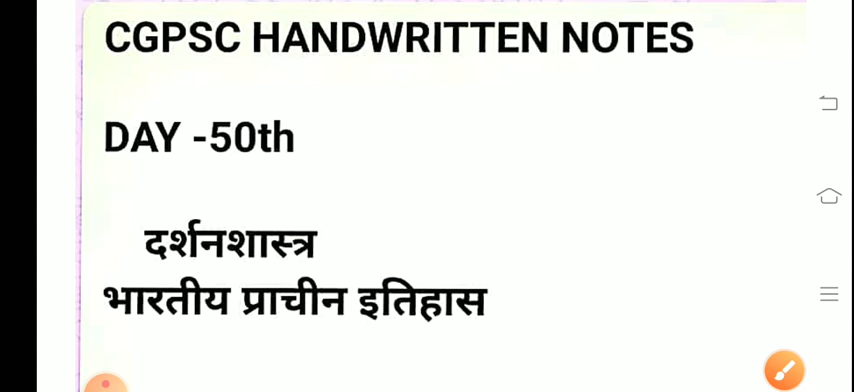 CGPSC HANDWRITTEN NOTES
DAY -50th
दर्शनशास्त्र
भारतीय प्राचीन इतिहास